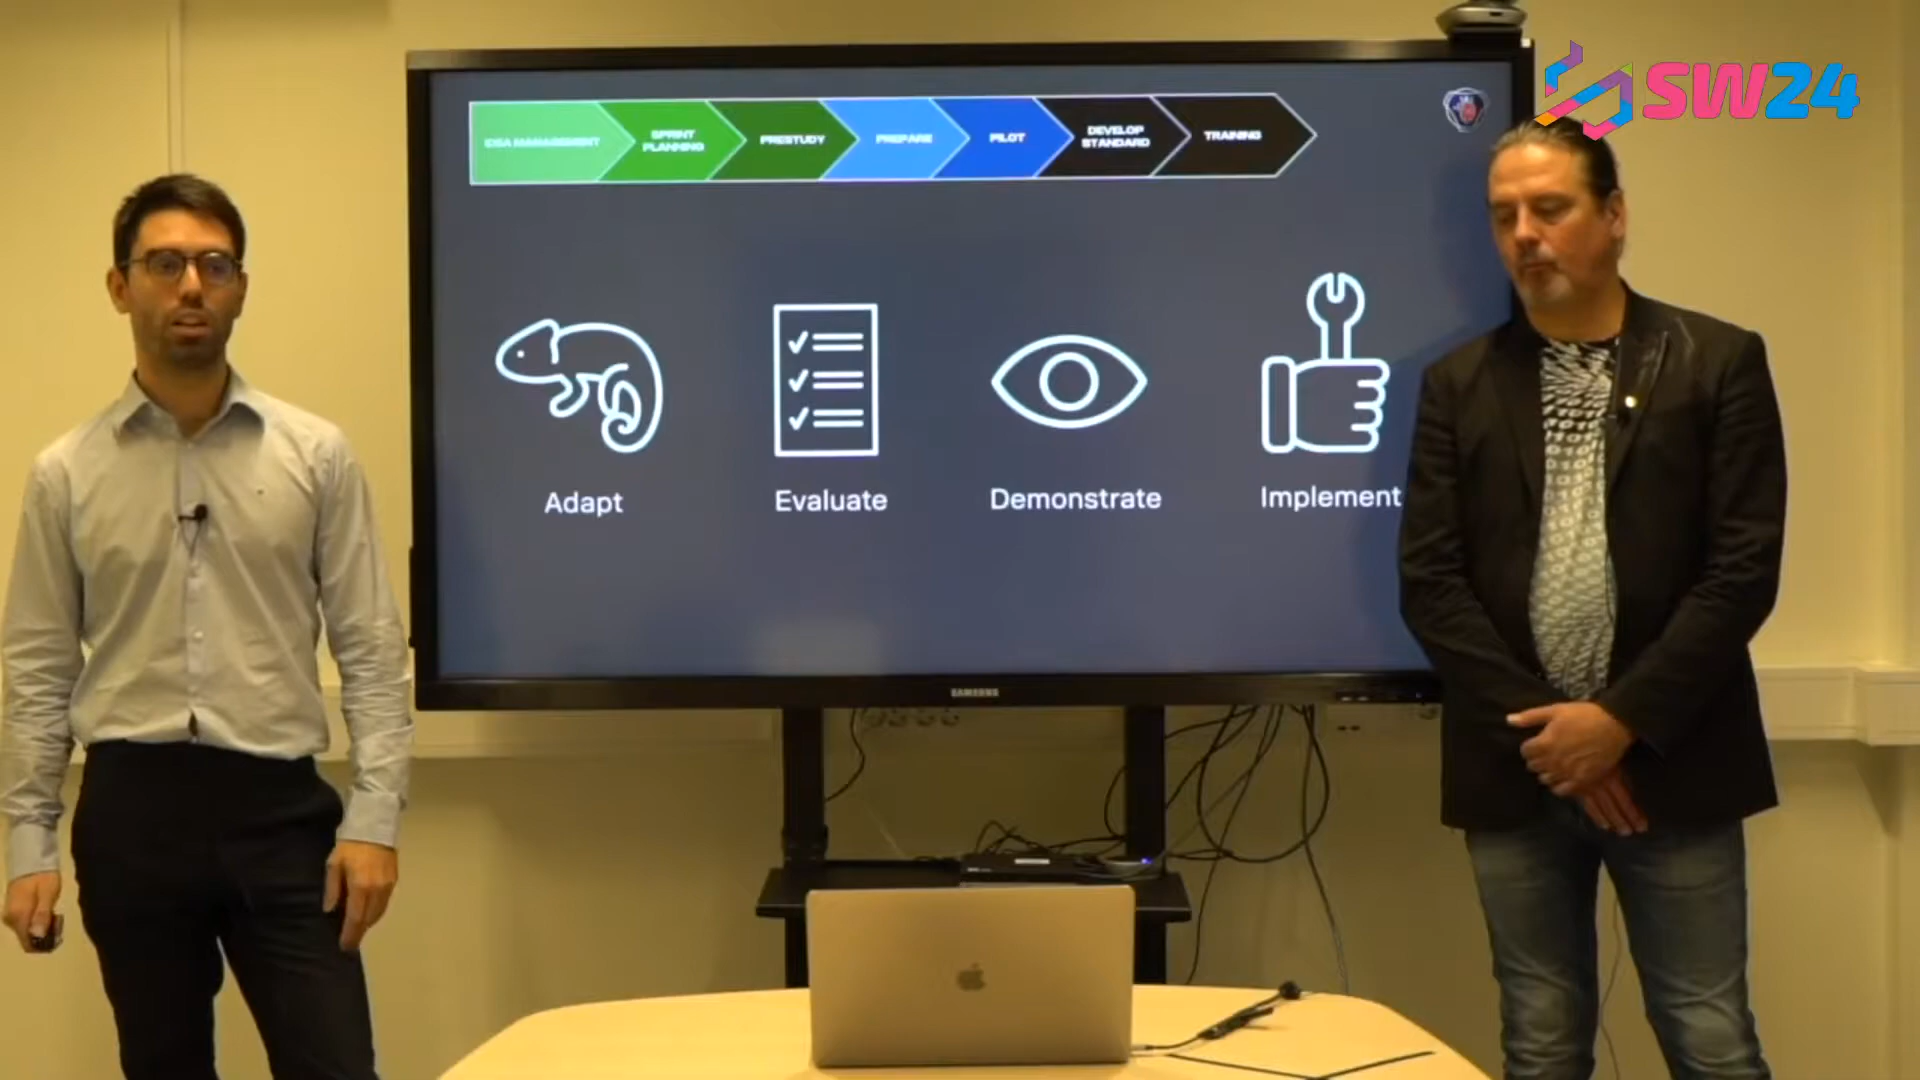 SW24
IDEA MANAGEMENT
SPRINT
PLANNING
PRESTUDY
PREPARE
PILOT
DEVELOP
STANDARD
TRAINING
Adapt
Evaluate
Demonstrate
Implement
SAMSUNG